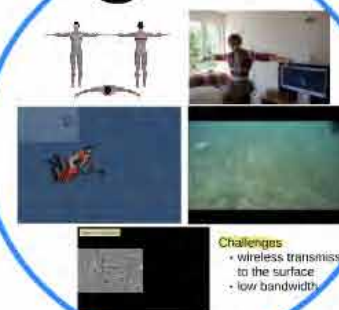 Challenges
• wireless transmiss
to the surface
• low bandwidth